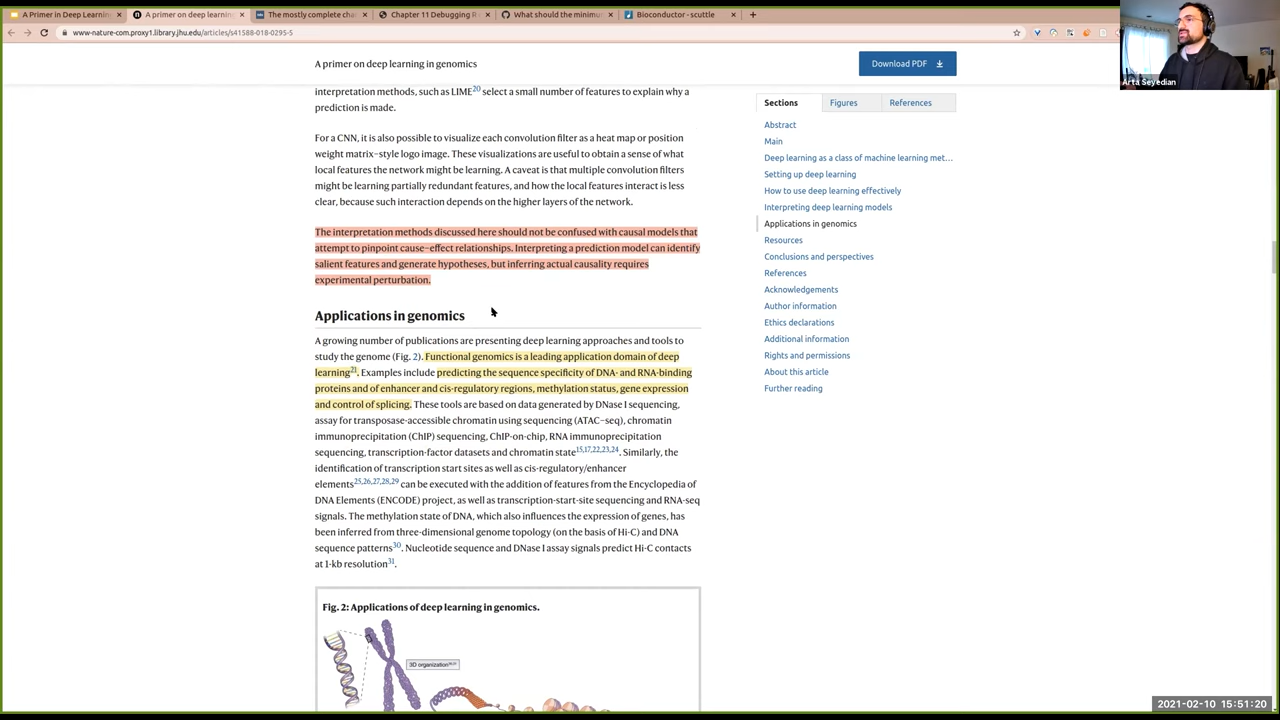 A Primer in Deep Learning
A primer on deep learning
The mostly complete cha
Chapter 11 Debugging R
What should the minimu
Bioconductor - scuttle
www-nature-com.proxy1.library.jhu.edu/articles/s41588-018-0295-5
Arta Seyedian
A primer on deep learning in genomics
Download PDF
interpretation methods, such as LIME20 select a small number of features to explain why a
prediction is made.
For a CNN, it is also possible to visualize each convolution filter as a heat map or position
weight matrix–style logo image. These visualizations are useful to obtain a sense of what
local features the network might be learning. A caveat is that multiple convolution filters
might be learning partially redundant features, and how the local features interact is less
clear, because such interaction depends on the higher layers of the network.
The interpretation methods discussed here should not be confused with causal models that
attempt to pinpoint cause–effect relationships. Interpreting a prediction model can identify
salient features and generate hypotheses, but inferring actual causality requires
experimental perturbation.
Applications in genomics
A growing number of publications are presenting deep learning approaches and tools to
study the genome (Fig. 2). Functional genomics is a leading application domain of deep
learning21. Examples include predicting the sequence specificity of DNA- and RNA-binding
proteins and of enhancer and cis-regulatory regions, methylation status, gene expression
and control of splicing. These tools are based on data generated by DNase I sequencing,
assay for transposase-accessible chromatin using sequencing (ATAC–seq), chromatin
immunoprecipitation (ChIP) sequencing, ChIP-on-chip, RNA immunoprecipitation
sequencing, transcription-factor datasets and chromatin state15,17,22,23,24. Similarly, the
identification of transcription start sites as well as cis-regulatory/enhancer
elements25,26,27,28,29 can be executed with the addition of features from the Encyclopedia of
DNA Elements (ENCODE) project, as well as transcription-start-site sequencing and RNA-seq
signals. The methylation state of DNA, which also influences the expression of genes, has
been inferred from three-dimensional genome topology (on the basis of Hi-C) and DNA
sequence patterns30. Nucleotide sequence and DNase I assay signals predict Hi-C contacts
at 1-kb resolution31.
Fig. 2: Applications of deep learning in genomics.
3D organization
Sections
Figures
References
Abstract
Main
Deep learning as a class of machine learning met...
Setting up deep learning
How to use deep learning effectively
Interpreting deep learning models
Applications in genomics
Resources
Conclusions and perspectives
References
Acknowledgements
Author information
Ethics declarations
Additional information
Rights and permissions
About this article
Further reading
2021-02-10 15:51:20